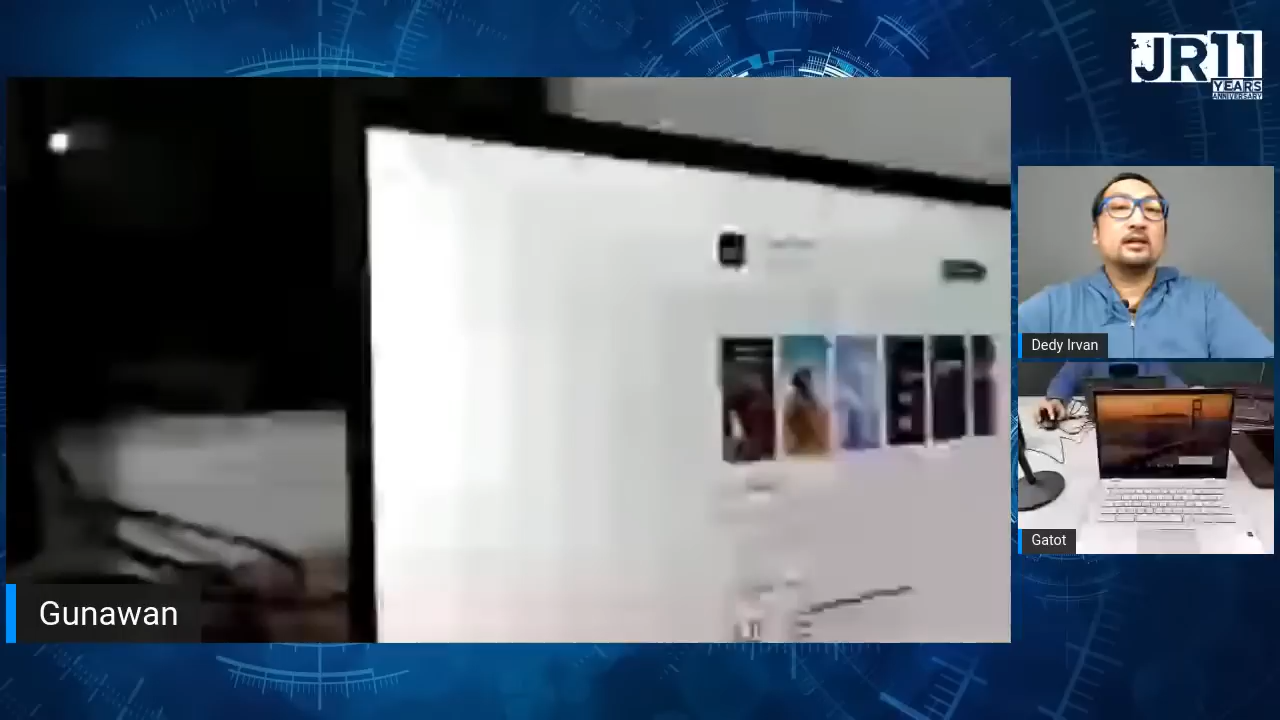 JR11
YEARS
ANNIVERSARY
Dedy Irvan
Gatot
Gunawan